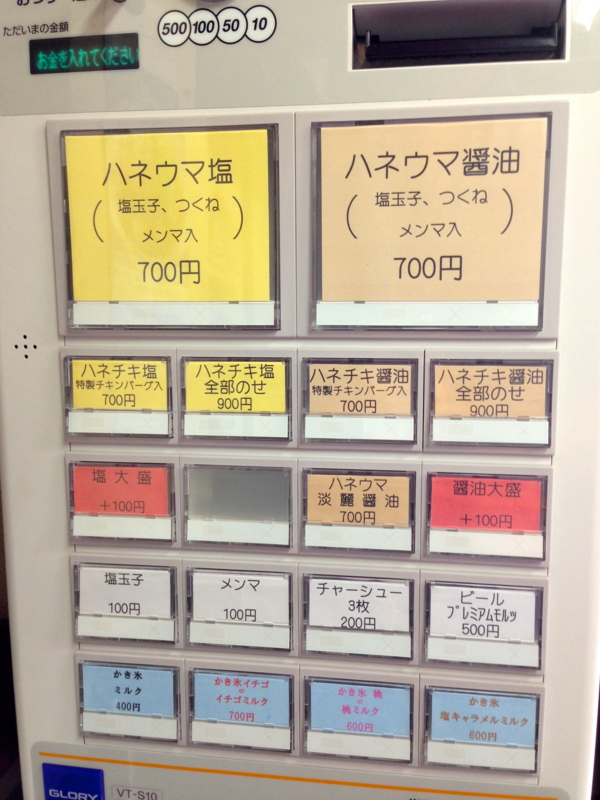 ただいまの金額
お金を入れてください
500 100 50 10
ハネウマ塩
(塩玉子、つくね
メンマ入)
700円
ハネウマ醤油
(塩玉子、つくね
メンマ入)
700円
ハネチキ塩
特製チキンバーグ入
700円
ハネチキ塩
全部のせ
900円
ハネチキ醤油
特製チキンバーグ入
700円
ハネチキ醤油
全部のせ
900円
塩大盛
+100円
ハネウマ
淡麗醤油
700円
醤油大盛
+100円
塩玉子
100円
メンマ
100円
チャーシュー
3枚
200円
ビール
プレミアムモルツ
500円
かき氷
ミルク
400円
かき氷イチゴ
or
イチゴミルク
700円
かき氷 桃
or
桃ミルク
600円
かき氷
塩キャラメルミルク
600円
GLORY
VT-S10